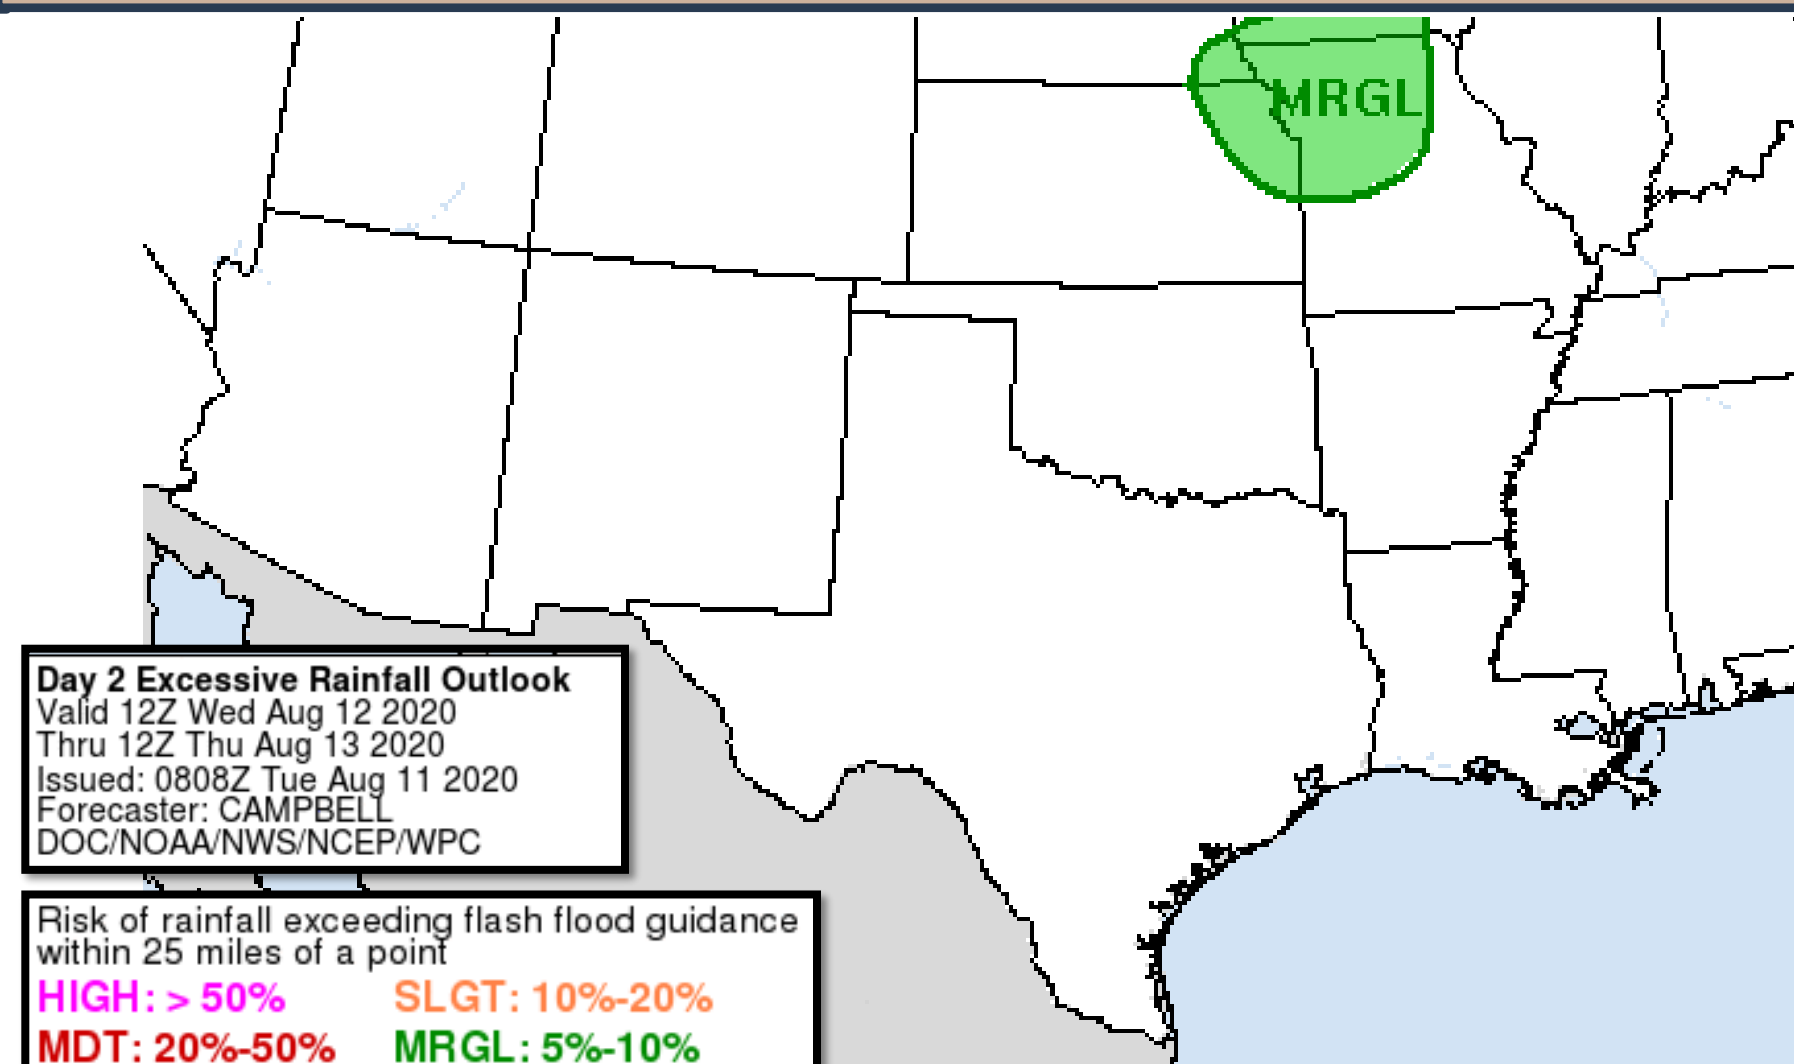 MRGL
Day 2 Excessive Rainfall Outlook
Valid 12Z Wed Aug 12 2020
Thru 12Z Thu Aug 13 2020
Issued: 0808Z Tue Aug 11 2020
Forecaster: CAMPBELL
DOC/NOAA/NWS/NCEP/WPC
Risk of rainfall exceeding flash flood guidance
within 25 miles of a point
HIGH: > 50% SLGT: 10%-20%
MDT: 20%-50% MRGL: 5%-10%